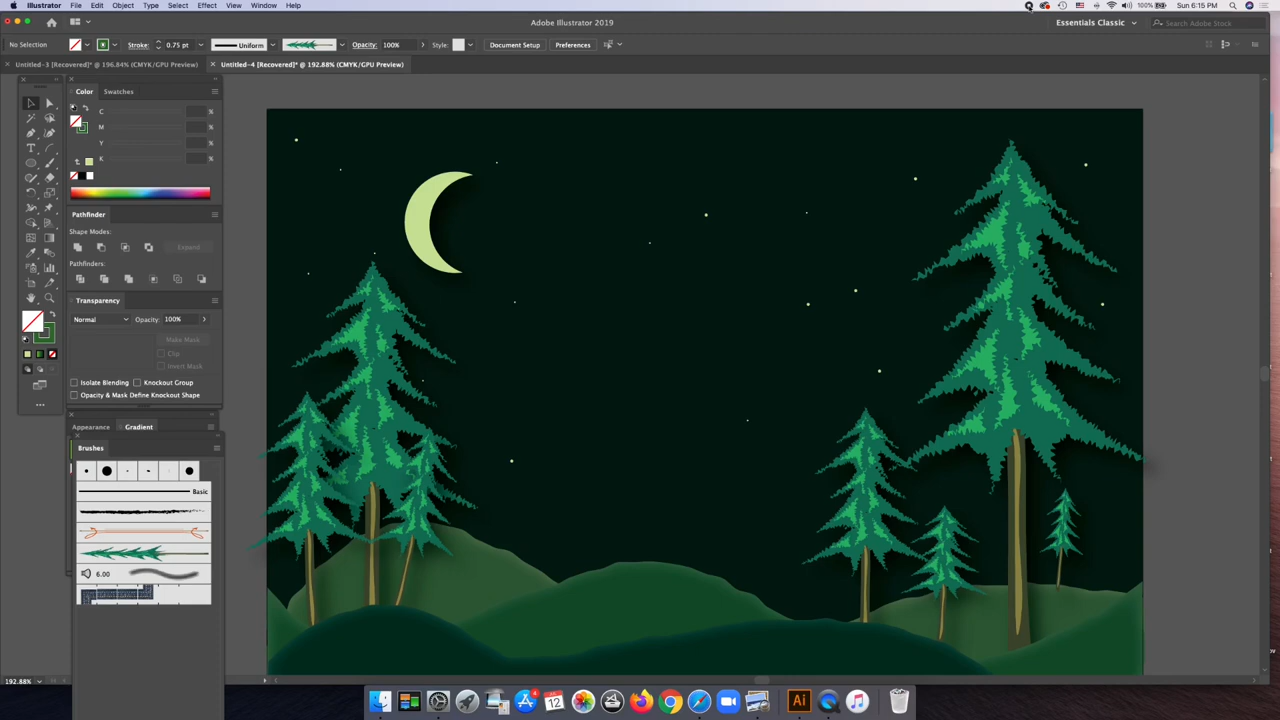 Illustrator File Edit Object Type Select Effect View Window Help Sun 6:15 PM
Adobe Illustrator 2019 Essentials Classic Search Adobe Stock
No Selection Stroke: 0.75 pt Uniform Opacity: 100% Style: Document Setup Preferences
Untitled-3 [Recovered]* @ 196.84% (CMYK/GPU Preview) Untitled-4 [Recovered]* @ 192.88% (CMYK/GPU Preview)
Color Swatches
C %
M %
Y %
K %
Pathfinder
Shape Modes:
Expand
Pathfinders:
Transparency
Normal Opacity: 100%
Make Mask
Clip
Invert Mask
Isolate Blending Knockout Group
Opacity & Mask Define Knockout Shape
Appearance Gradient
Brushes
Basic
6.00
192.88%
4
12
Ai